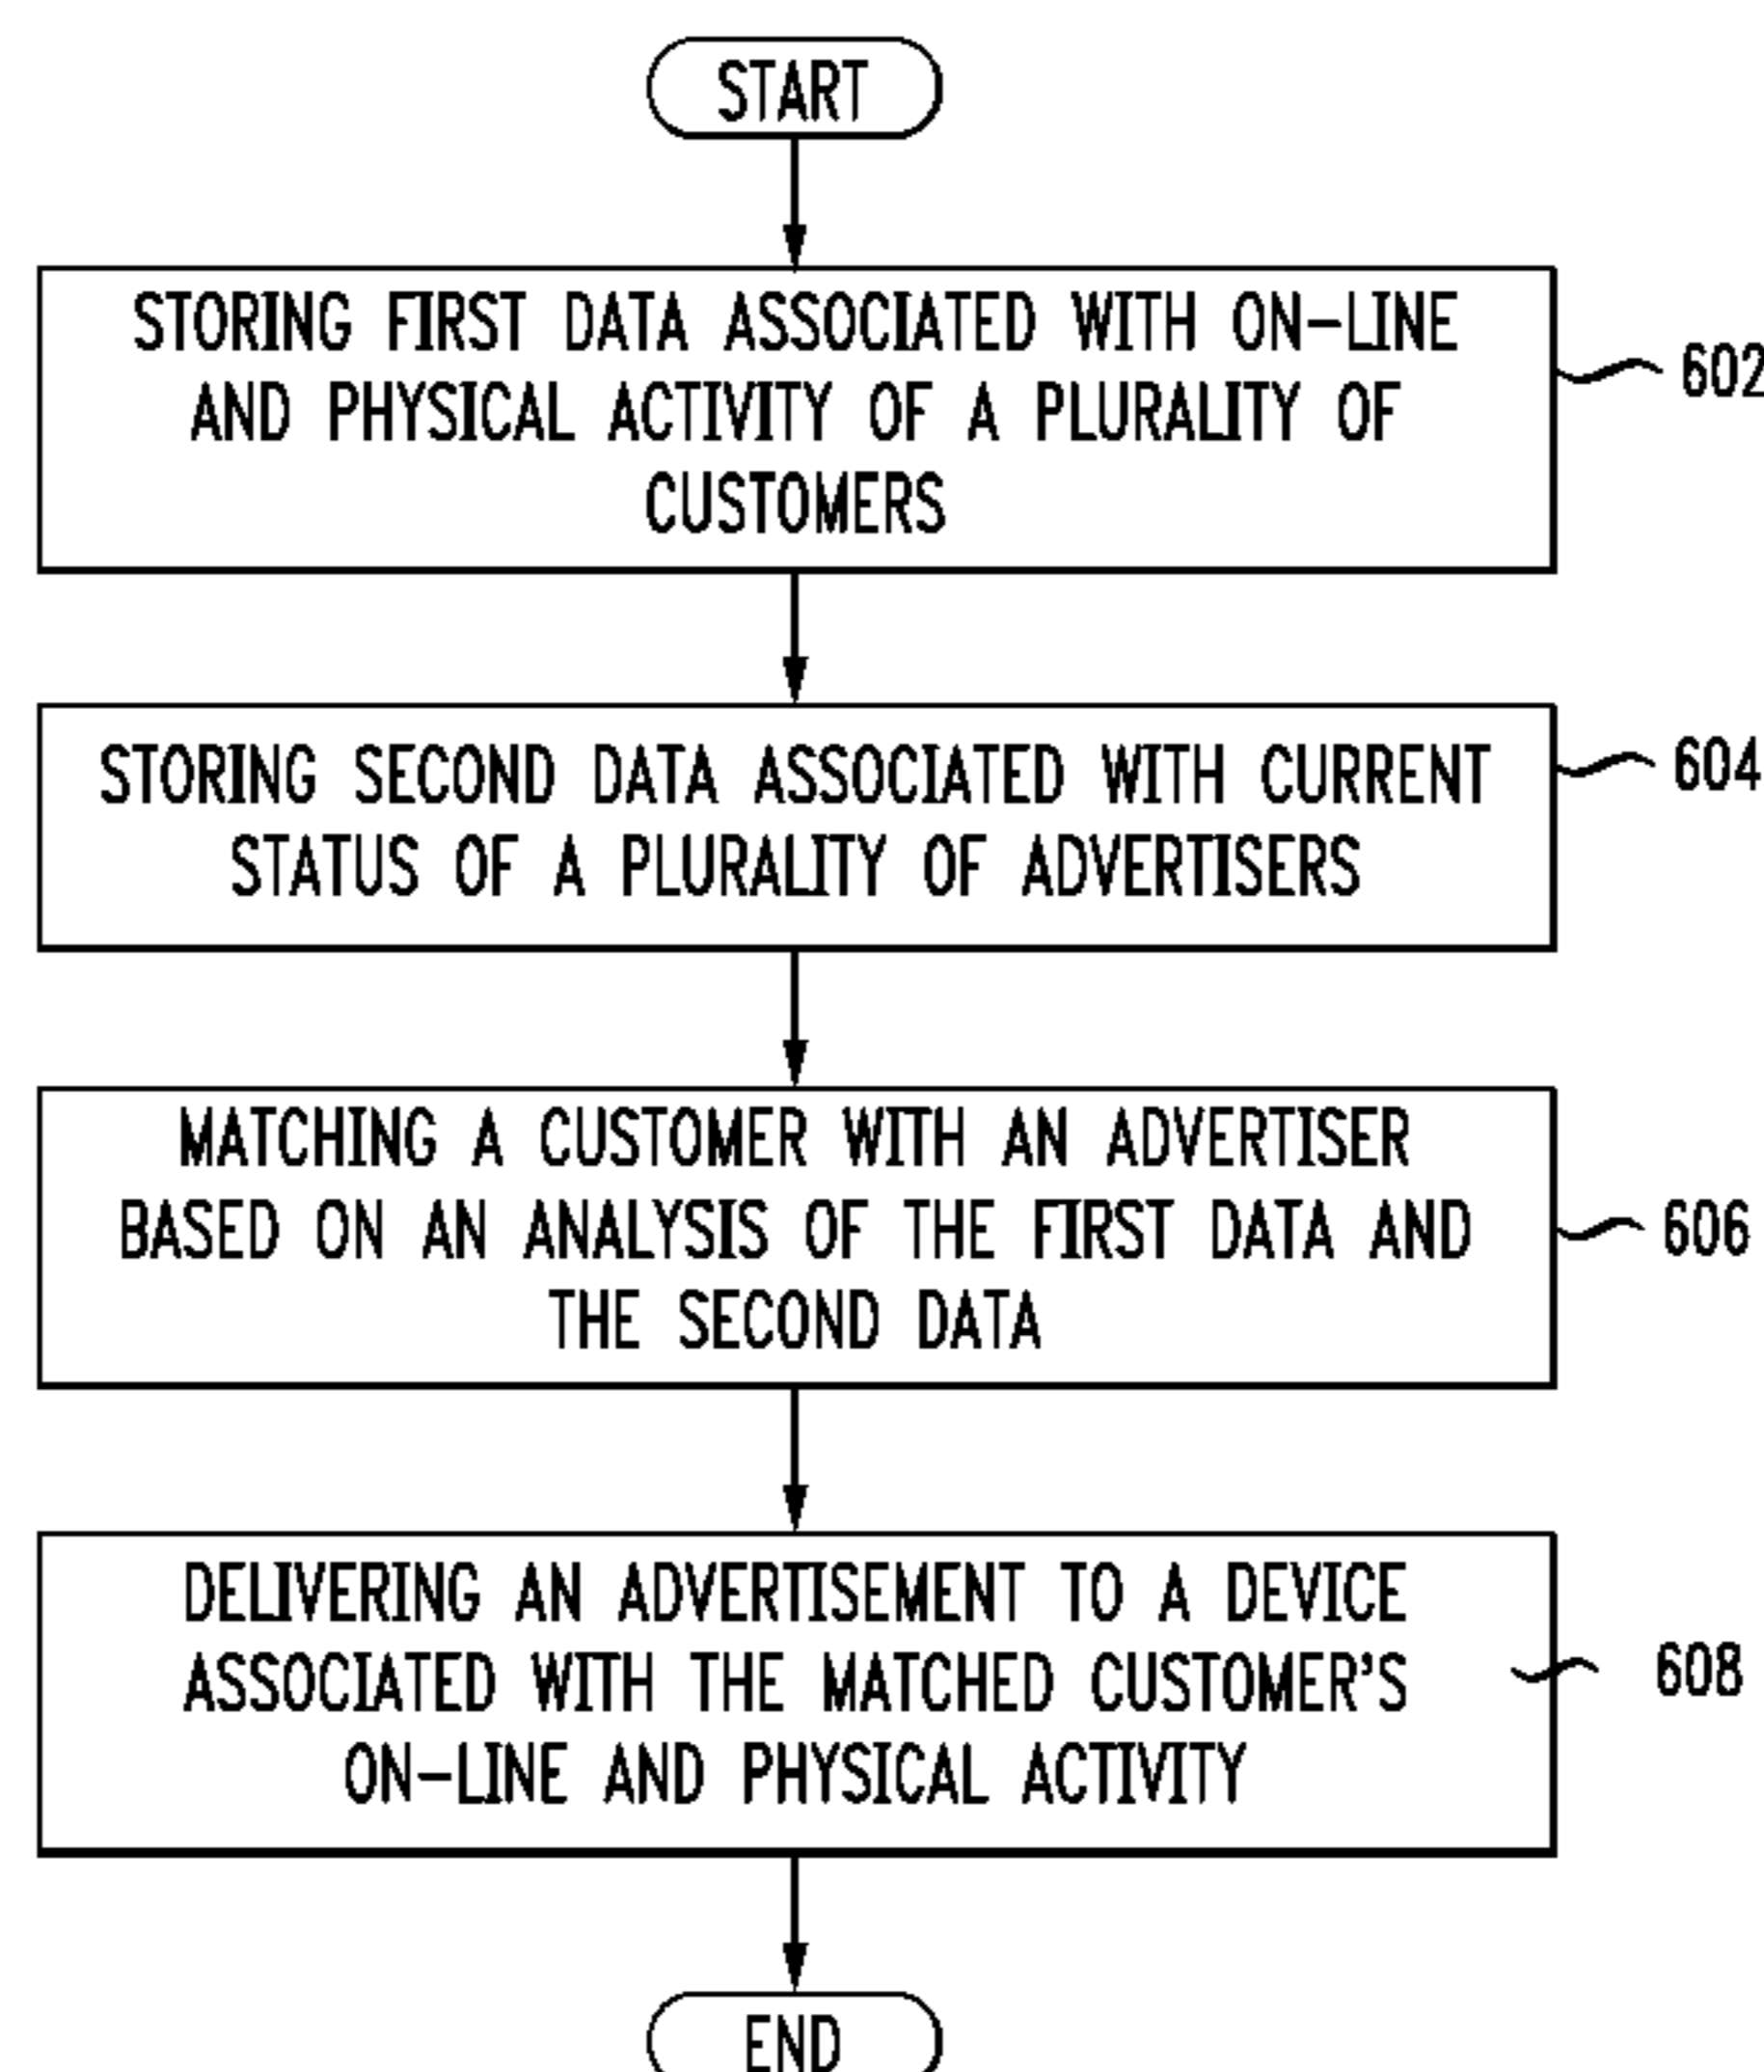 START
STORING FIRST DATA ASSOCIATED WITH ON-LINE
AND PHYSICAL ACTIVITY OF A PLURALITY OF
CUSTOMERS
602
STORING SECOND DATA ASSOCIATED WITH CURRENT
STATUS OF A PLURALITY OF ADVERTISERS
604
MATCHING A CUSTOMER WITH AN ADVERTISER
BASED ON AN ANALYSIS OF THE FIRST DATA AND
THE SECOND DATA
606
DELIVERING AN ADVERTISEMENT TO A DEVICE
ASSOCIATED WITH THE MATCHED CUSTOMER'S
ON-LINE AND PHYSICAL ACTIVITY
608
END